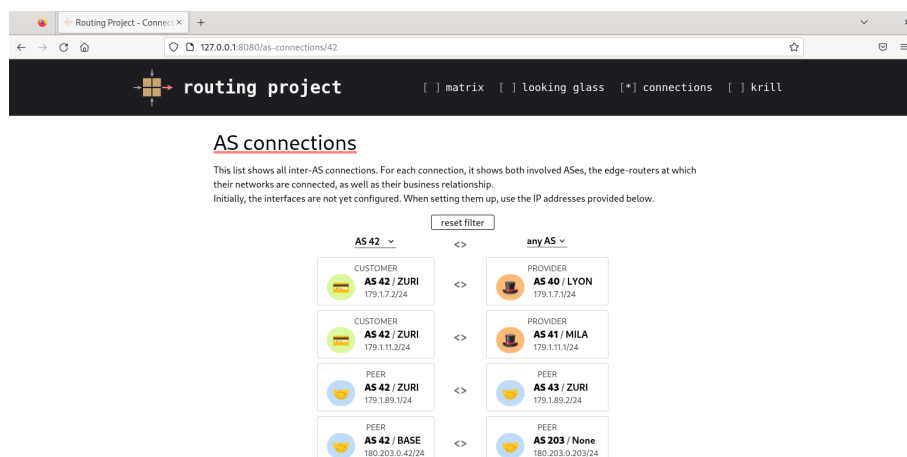 Routing Project - Connect
127.0.0.1:8080/as-connections/42
routing project
[ ] matrix [ ] looking glass [*] connections [ ] krill
AS connections
This list shows all inter-AS connections. For each connection, it shows both involved ASes, the edge-routers at which
their networks are connected, as well as their business relationship.
Initially, the interfaces are not yet configured. When setting them up, use the IP addresses provided below.
reset filter
AS 42 <> any AS
CUSTOMER PROVIDER
AS 42 / ZURI <> AS 40 / LYON
179.1.7.2/24 179.1.7.1/24
CUSTOMER PROVIDER
AS 42 / ZURI <> AS 41 / MILA
179.1.11.2/24 179.1.11.1/24
PEER PEER
AS 42 / ZURI <> AS 43 / ZURI
179.1.89.1/24 179.1.89.2/24
PEER PEER
AS 42 / BASE <> AS 203 / None
180.203.0.42/24 180.203.0.203/24